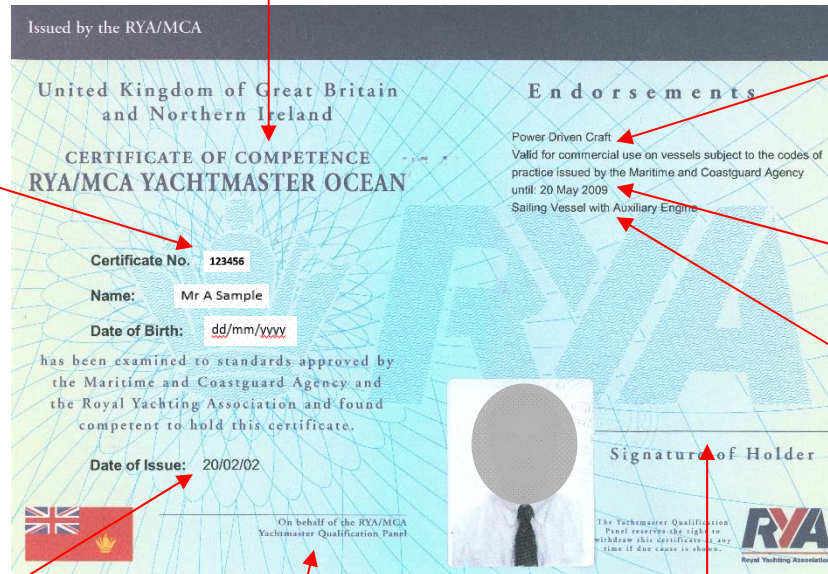 Issued by the RYA/MCA
United Kingdom of Great Britain
and Northern Ireland
CERTIFICATE OF COMPETENCE
RYA/MCA YACHTMASTER OCEAN
Certificate No. 123456
Name: Mr A Sample
Date of Birth: dd/mm/yyyy
has been examined to standards approved by
the Maritime and Coastguard Agency and
the Royal Yachting Association and found
competent to hold this certificate.
Date of Issue: 20/02/02
On behalf of the RYA/MCA
Yachtmaster Qualification Panel
Endorsements
Power Driven Craft
Valid for commercial use on vessels subject to the codes of
practice issued by the Maritime and Coastguard Agency
until: 20 May 2009
Sailing Vessel with Auxiliary Engine
RYA
Signature of Holder
The Yachtmaster Qualification
Panel reserves the right to
withdraw this certificate at any
time if due cause is shown.
RYA
Royal Yachting Association